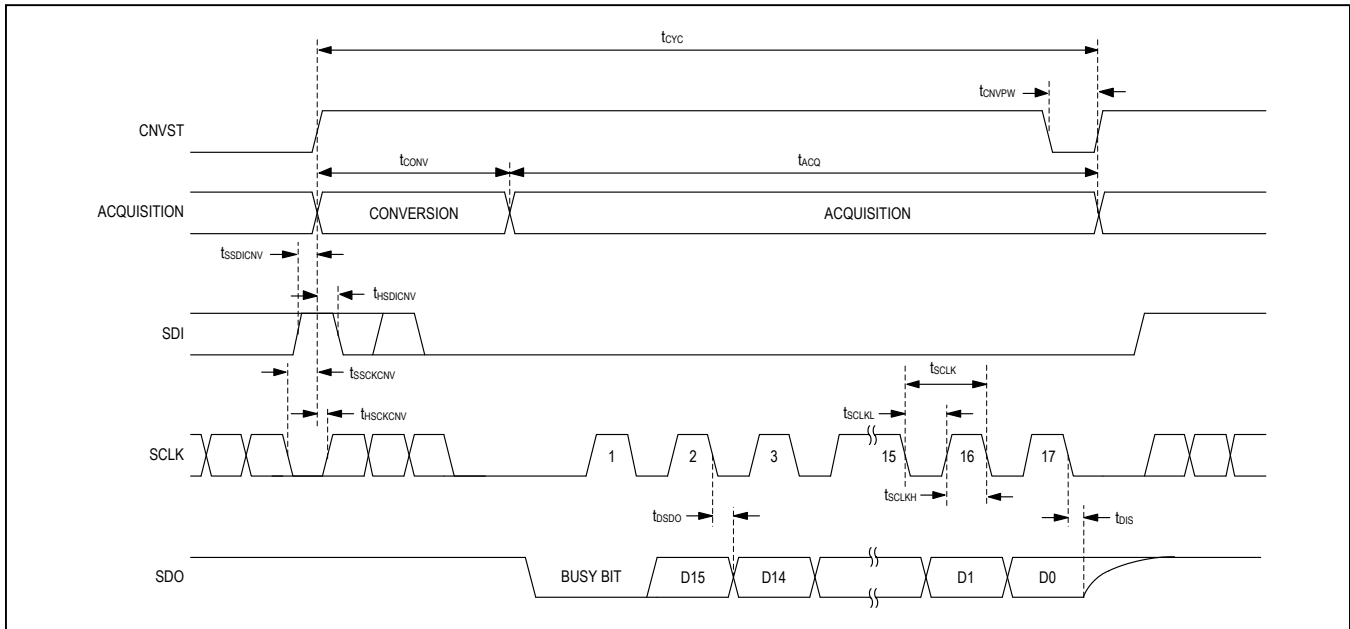 tCYC
tCNVPW
CNVST
tCONV
tACQ
ACQUISITION
CONVERSION
ACQUISITION
tSSDICNV
tHSDICNV
SDI
tSSCKCNV
tSCLK
tHSCKCNV
tSCLKL
SCLK
1
2
3
15
16
17
tSCLKH
tDSDO
tDIS
SDO
BUSY BIT
D15
D14
D1
D0